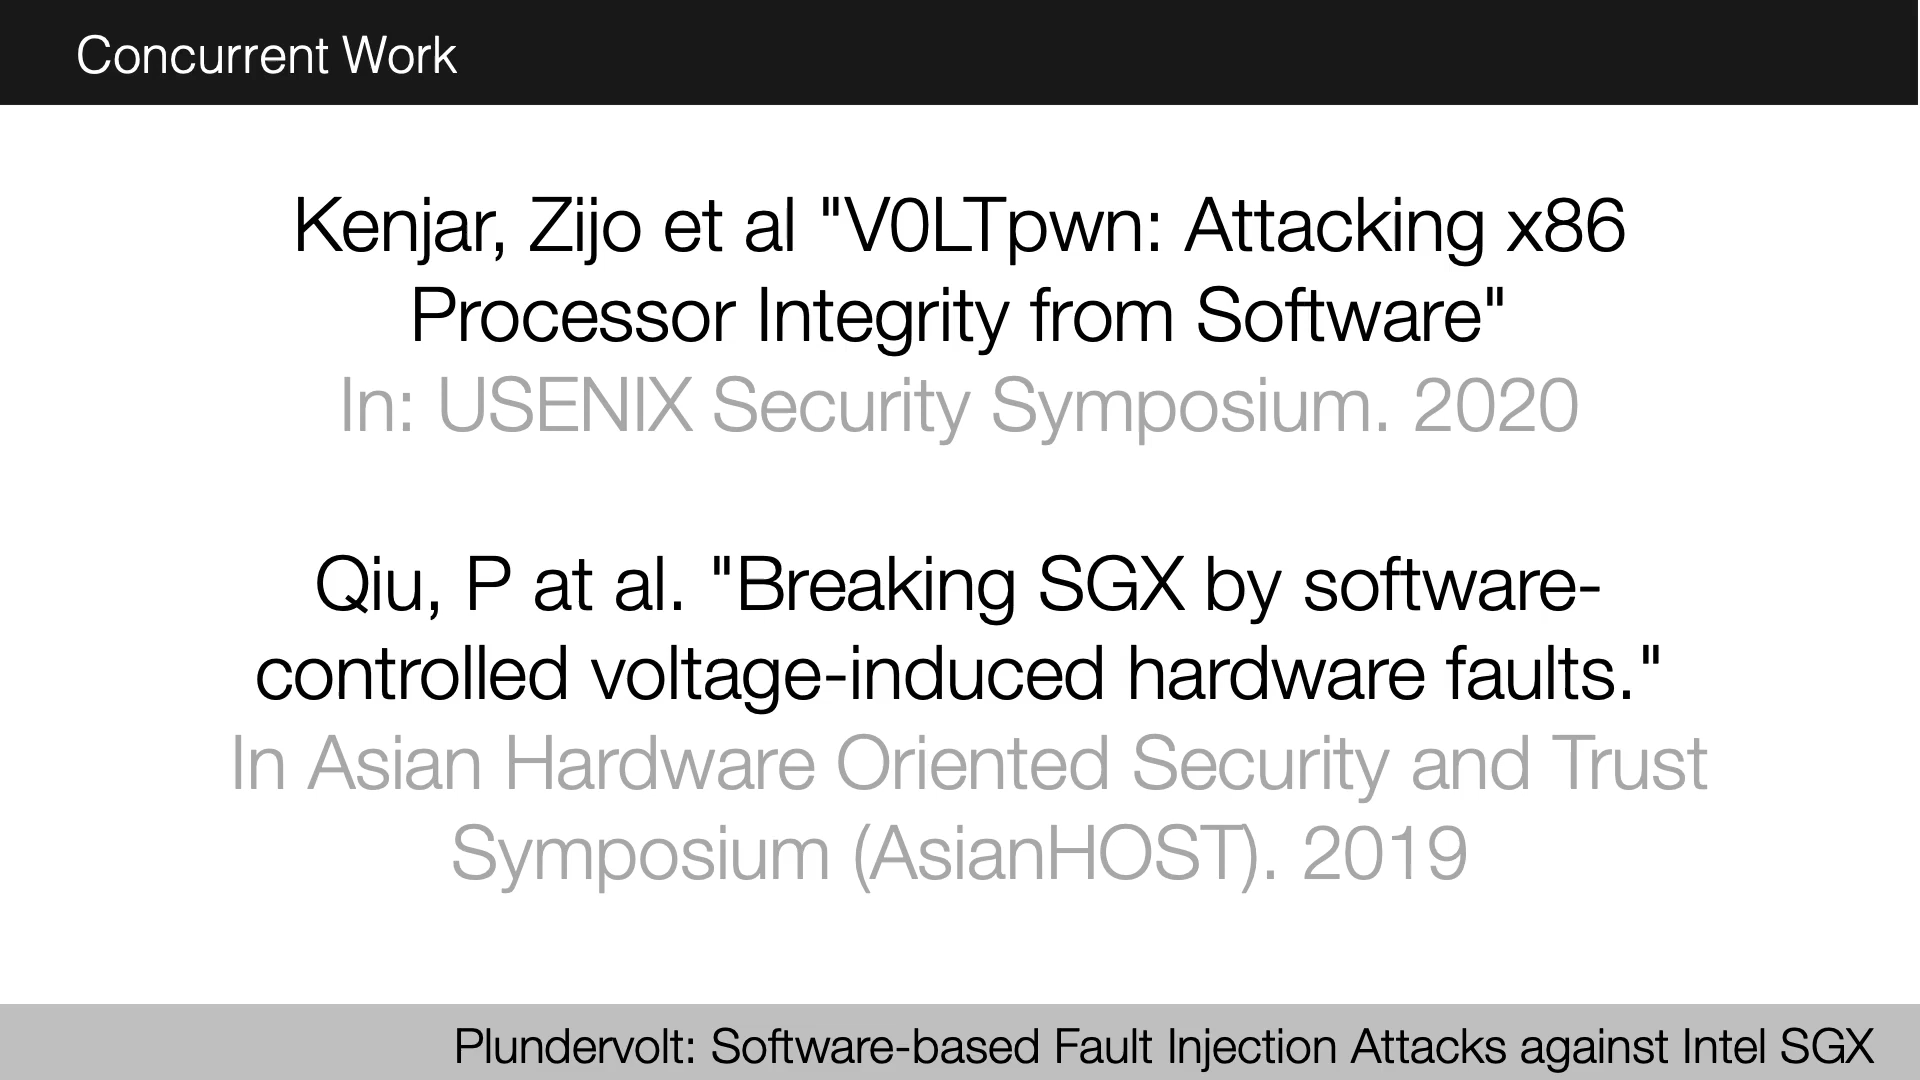 Concurrent Work
Kenjar, Zijo et al "V0LTpwn: Attacking x86
Processor Integrity from Software"
In: USENIX Security Symposium. 2020
Qiu, P at al. "Breaking SGX by software-
controlled voltage-induced hardware faults."
In Asian Hardware Oriented Security and Trust
Symposium (AsianHOST). 2019
Plundervolt: Software-based Fault Injection Attacks against Intel SGX